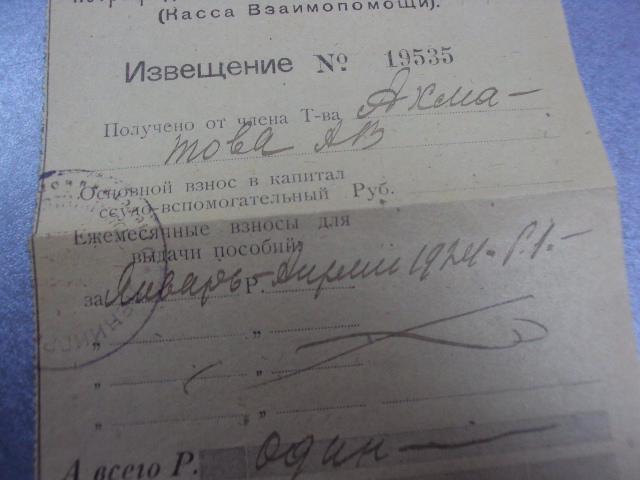 (Касса Взаимопомощи).
Извещение № 19535
Получено от члена Т-ва Ахма-
това АВ
Основной взнос в капитал
ссудо-вспомогательный Руб.
Ежемесячные взносы для
выдачи пособий:
за Январь Р. - Апрель 1924 г. Р. 1. -
„ „
„ „
„ „
А всего Р. один